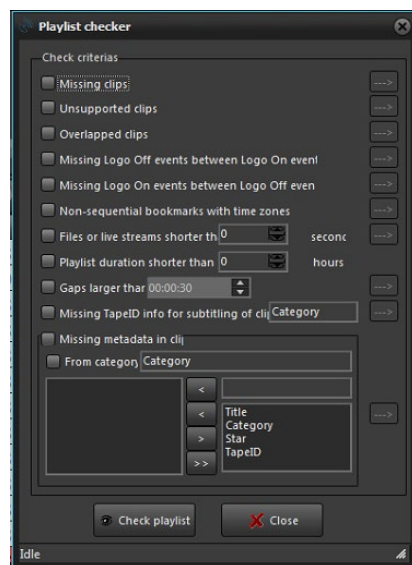 Playlist checker
Check criterias
Missing clips
--->
Unsupported clips
--->
Overlapped clips
--->
Missing Logo Off events between Logo On event
--->
Missing Logo On events between Logo Off even
--->
Non-sequential bookmarks with time zones
--->
Files or live streams shorter th 0 seconc
--->
Playlist duration shorter than 0 hours
Gaps larger thar 00:00:30
--->
Missing TapeID info for subtitling of clip Category
--->
Missing metadata in clip
From category Category
<
<
>
>>
Title
Category
Star
TapeID
--->
Check playlist
Close
Idle